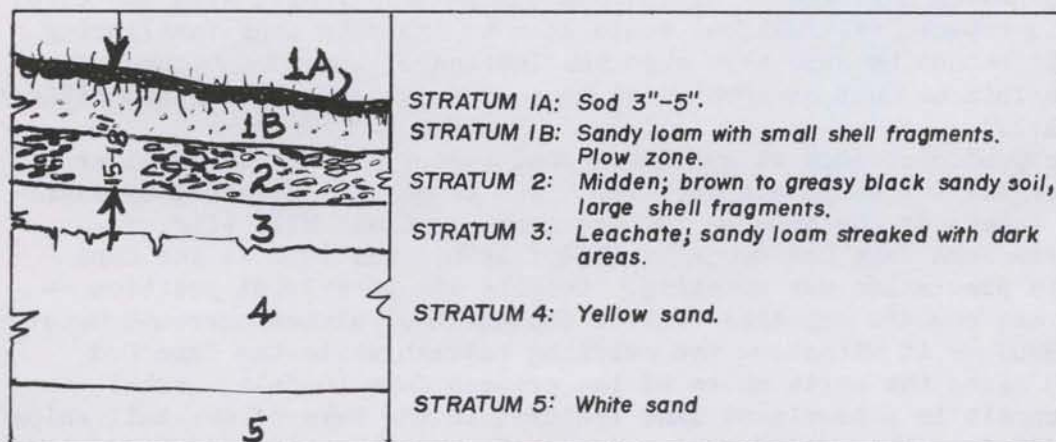 1A
1B
15"-18"
2
3
4
5
STRATUM 1A: Sod 3"-5".
STRATUM 1B: Sandy loam with small shell fragments.
Plow zone.
STRATUM 2: Midden; brown to greasy black sandy soil,
large shell fragments.
STRATUM 3: Leachate; sandy loam streaked with dark
areas.
STRATUM 4: Yellow sand.
STRATUM 5: White sand